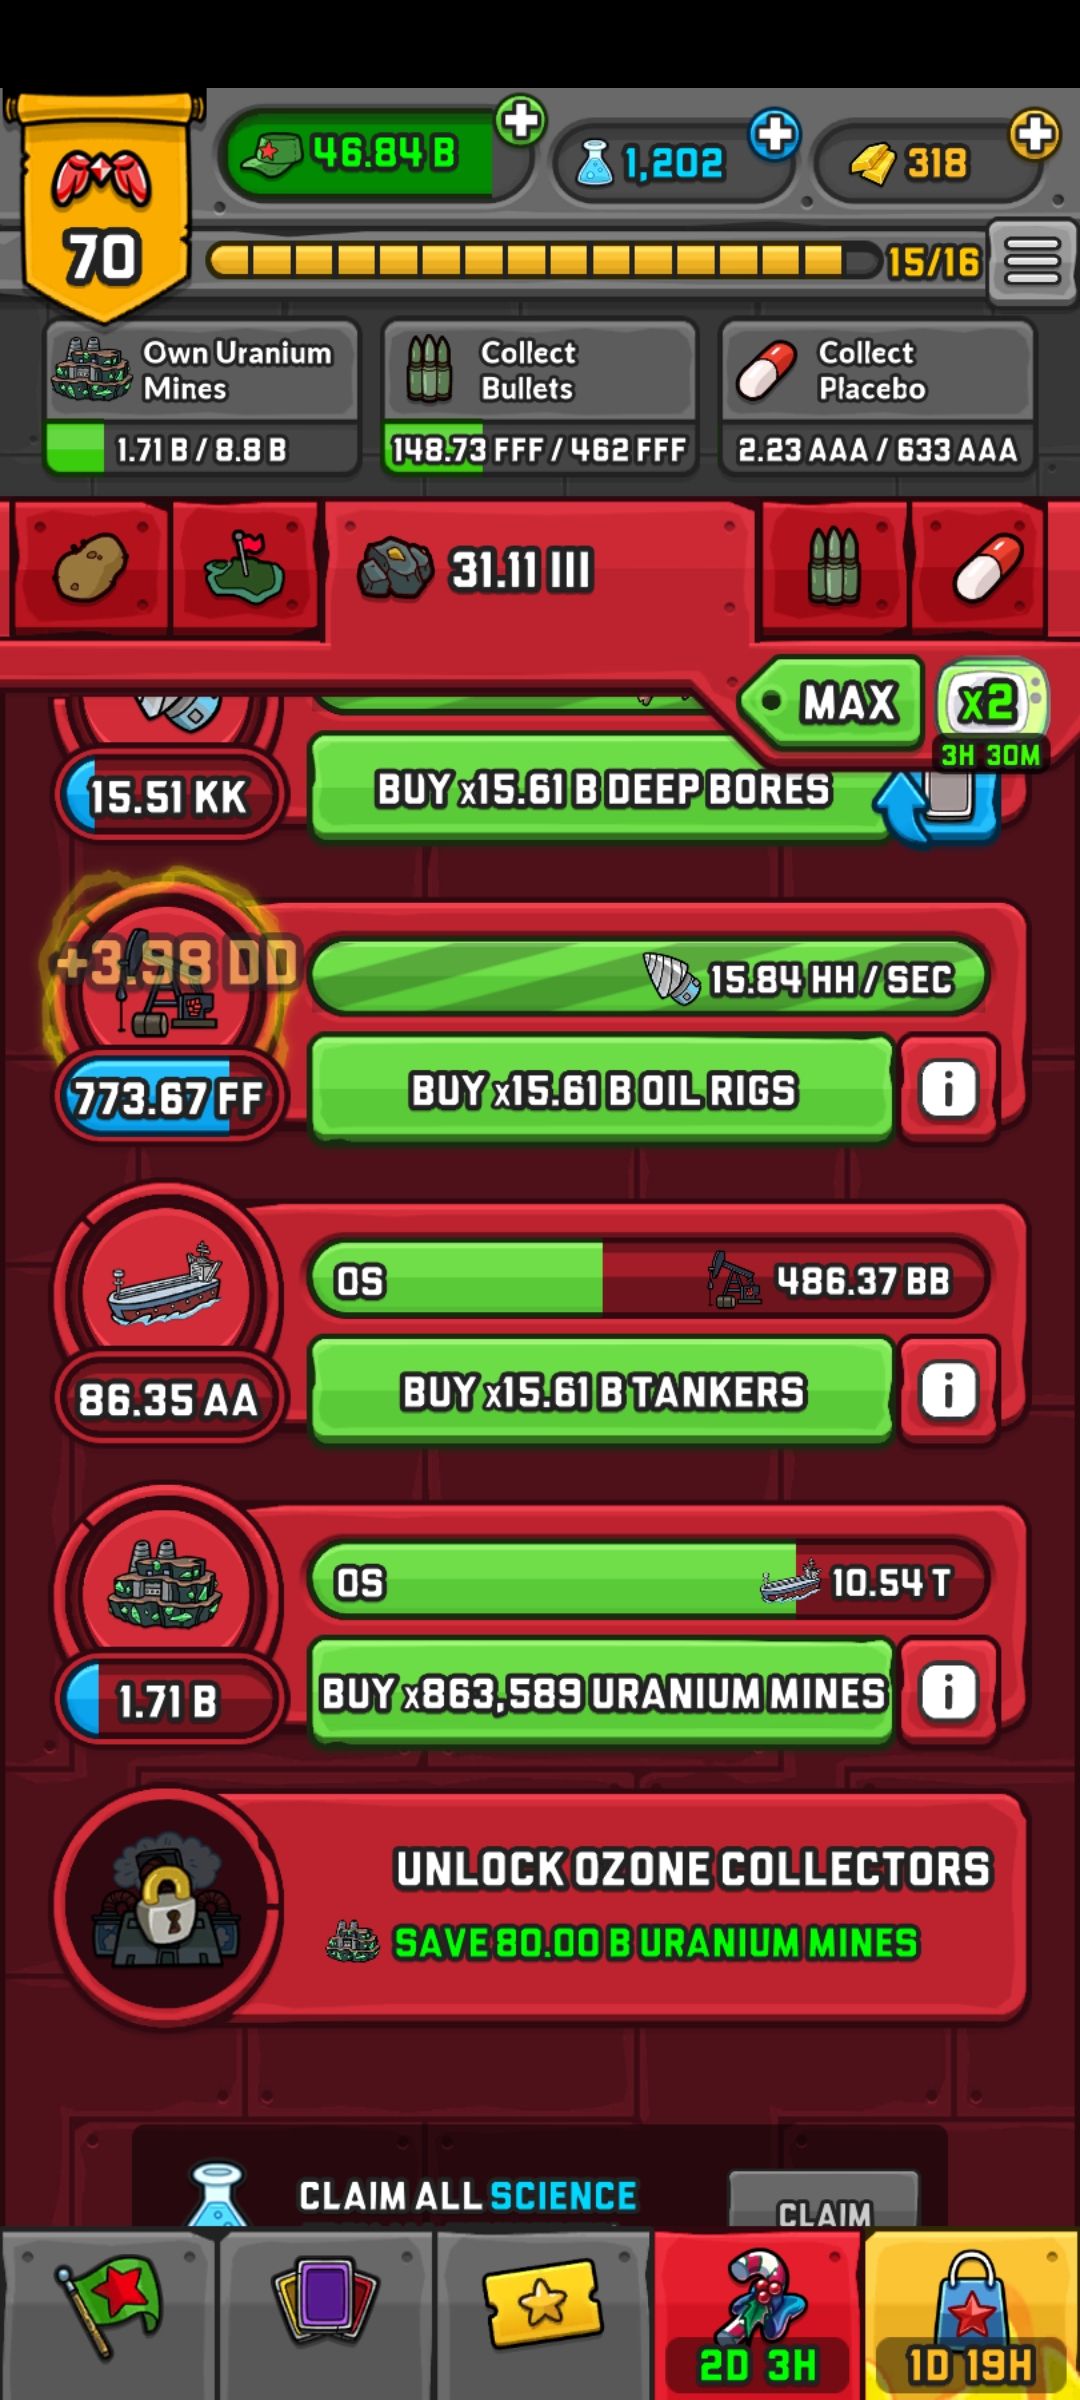 46.84 B
1,202
318
70
15/16
Own Uranium Mines
1.71 B / 8.8 B
Collect Bullets
148.73 FFF / 462 FFF
Collect Placebo
2.23 AAA / 633 AAA
31.11 III
MAX
x2
3H 30M
15.51 KK
BUY x15.61 B DEEP BORES
+3.98 DD
15.84 HH / SEC
773.67 FF
BUY x15.61 B OIL RIGS
i
0S
486.37 BB
86.35 AA
BUY x15.61 B TANKERS
i
0S
10.54 T
1.71 B
BUY x863,589 URANIUM MINES
i
UNLOCK OZONE COLLECTORS
SAVE 80.00 B URANIUM MINES
CLAIM ALL SCIENCE
CLAIM
2D 3H
1D 19H